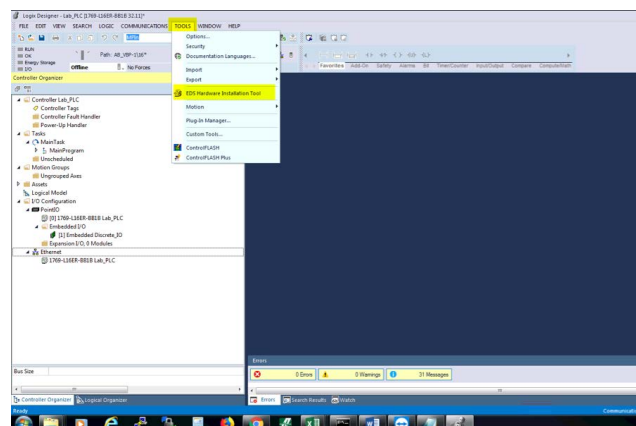 Logix Designer - Lab_PLC [1769-L16ER-BB1B 32.11]*
FILE EDIT VIEW SEARCH LOGIC COMMUNICATIONS TOOLS WINDOW HELP
RUN
OK
Energy Storage
I/O
Path: AB_VBP-1\16*
Offline
No Forces
Options...
Security
Documentation Languages...
Import
Export
EDS Hardware Installation Tool
Motion
Plug-In Manager...
Custom Tools...
ControlFLASH
ControlFLASH Plus
Favorites Add-On Safety Alarms Bit Timer/Counter Input/Output Compare Compute/Math
Controller Organizer
Controller Lab_PLC
Controller Tags
Controller Fault Handler
Power-Up Handler
Tasks
MainTask
MainProgram
Unscheduled
Motion Groups
Ungrouped Axes
Assets
Logical Model
I/O Configuration
PointIO
[0] 1769-L16ER-BB1B Lab_PLC
Embedded I/O
[1] Embedded Discrete_IO
Expansion I/O, 0 Modules
Ethernet
1769-L16ER-BB1B Lab_PLC
Bus Size
Errors
0 Errors 0 Warnings 31 Messages
Controller Organizer Logical Organizer
Errors Search Results Watch
Ready